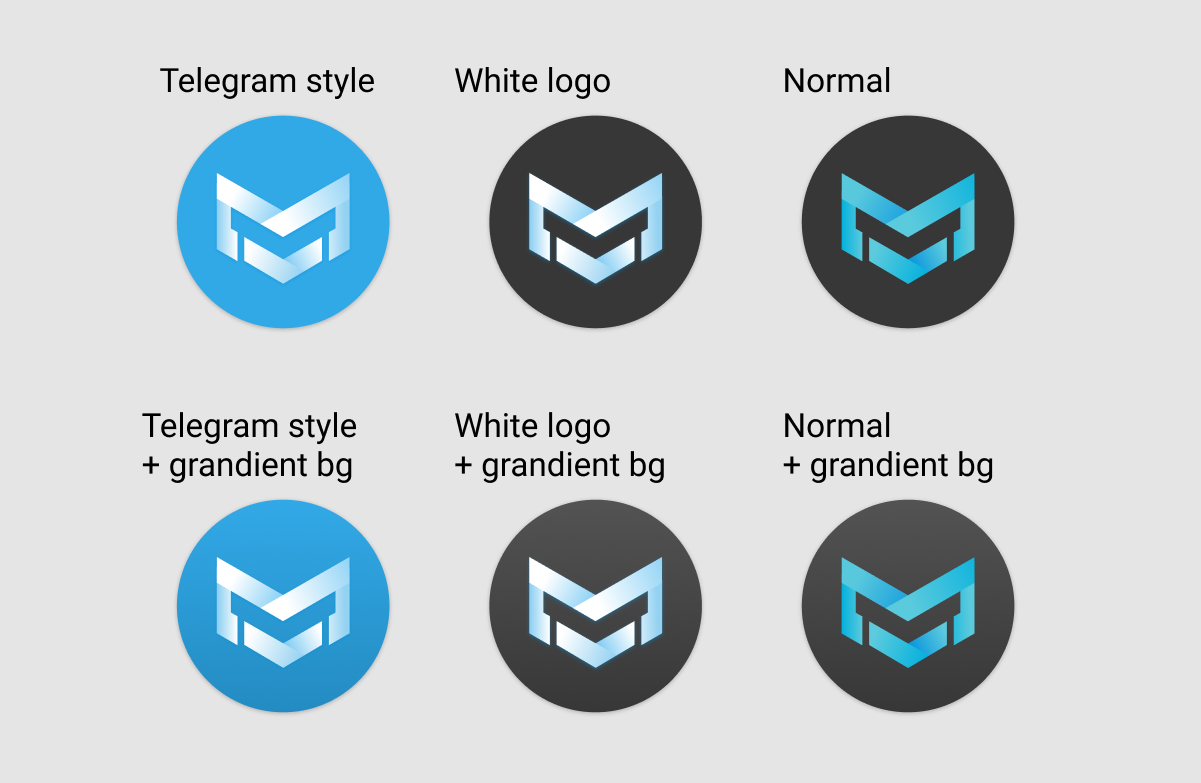 Telegram style
White logo
Normal
Telegram style
+ grandient bg
White logo
+ grandient bg
Normal
+ grandient bg